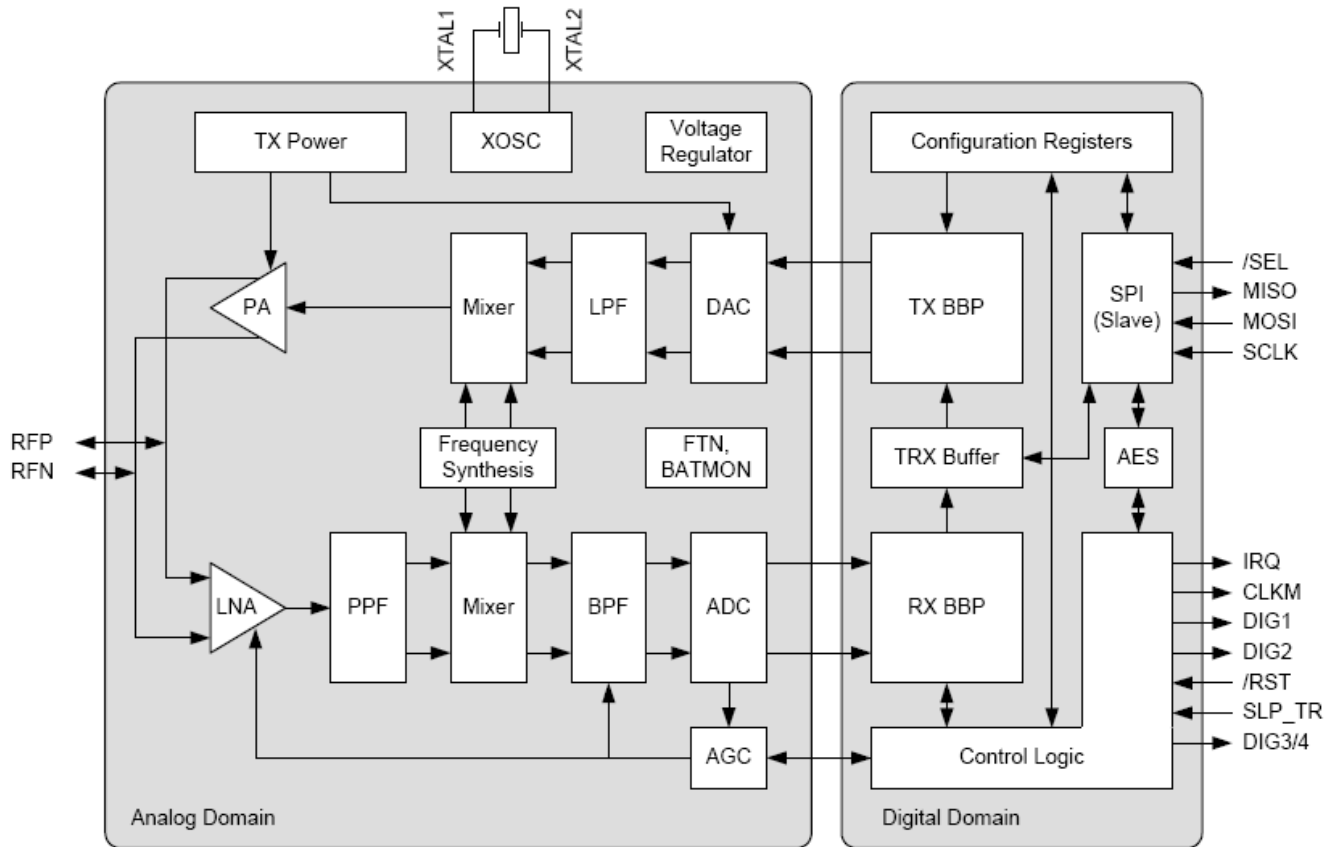 XTAL1
XTAL2
TX Power
XOSC
Voltage
Regulator
Configuration Registers
PA
Mixer
LPF
DAC
TX BBP
SPI
(Slave)
/SEL
MISO
MOSI
SCLK
RFP
RFN
Frequency
Synthesis
FTN,
BATMON
TRX Buffer
AES
LNA
PPF
Mixer
BPF
ADC
RX BBP
IRQ
CLKM
DIG1
DIG2
/RST
SLP_TR
DIG3/4
AGC
Control Logic
Analog Domain
Digital Domain